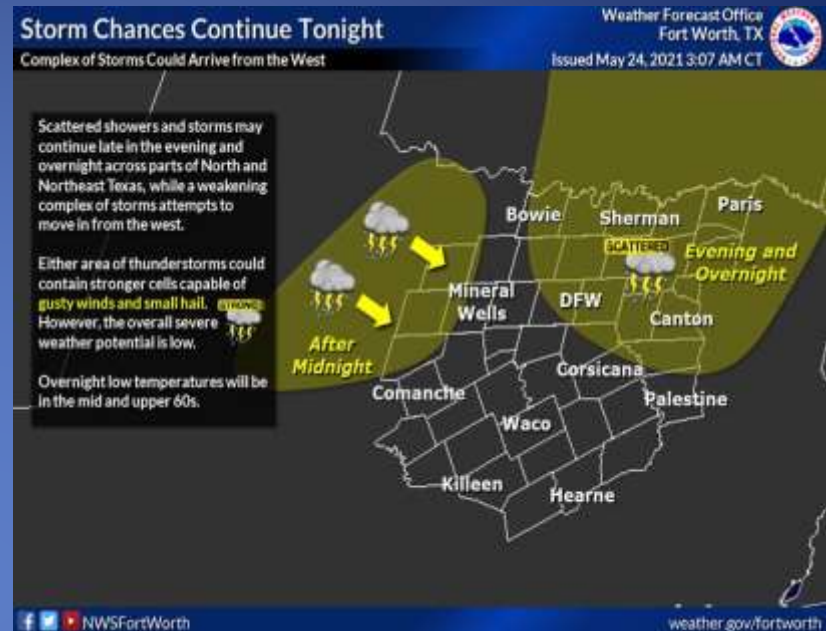 Storm Chances Continue Tonight
Complex of Storms Could Arrive from the West
Weather Forecast Office
Fort Worth, TX
Issued May 24, 2021 3:07 AM CT
Scattered showers and storms may
continue late in the evening and
overnight across parts of North and
Northeast Texas, while a weakening
complex of storms attempts to
move in from the west.
Either area of thunderstorms could
contain stronger cells capable of
gusty winds and small hail.
STRONG
However, the overall severe
weather potential is low.
Overnight low temperatures will be
in the mid and upper 60s.
Bowie
Sherman
Paris
SCATTERED
Evening and
Overnight
Mineral
Wells
DFW
Canton
After
Midnight
Corsicana
Comanche
Palestine
Waco
Killeen
Hearne
NWSFortWorth
weather.gov/fortworth